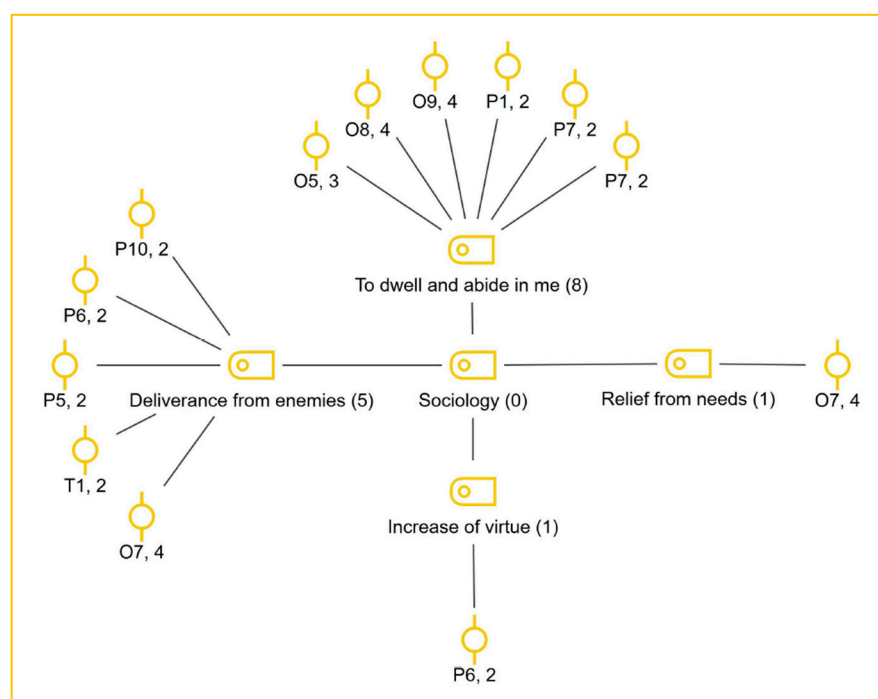 O9, 4
P1, 2
O8, 4
P7, 2
O5, 3
P7, 2
P10, 2
To dwell and abide in me (8)
P6, 2
P5, 2
Deliverance from enemies (5)
Sociology (0)
Relief from needs (1)
O7, 4
T1, 2
Increase of virtue (1)
O7, 4
P6, 2